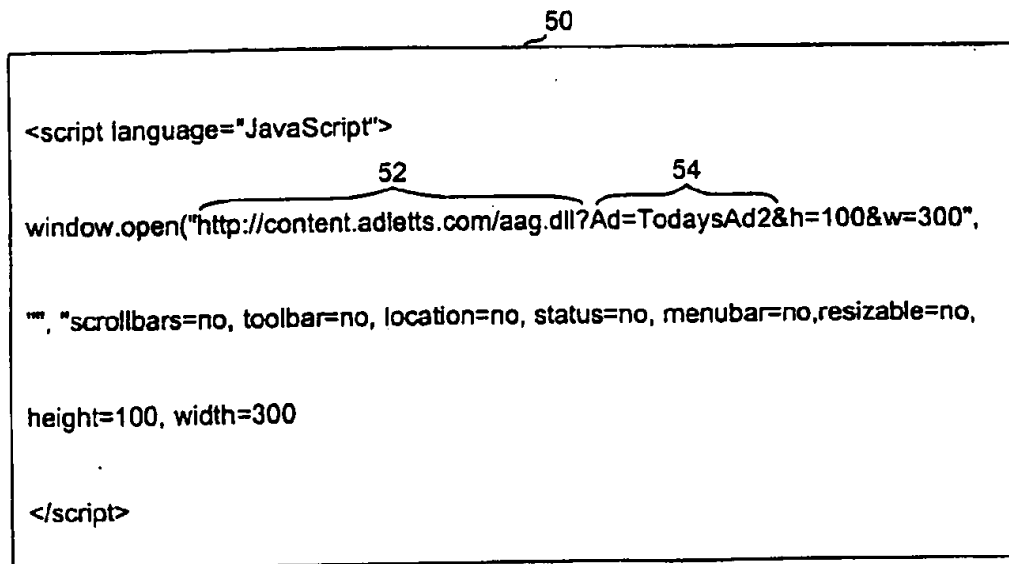 50
<script language="JavaScript">
52 54
window.open("http://content.adletts.com/aag.dll?Ad=TodaysAd2&h=100&w=300",
"", "scrollbars=no, toolbar=no, location=no, status=no, menubar=no,resizable=no,
height=100, width=300
</script>